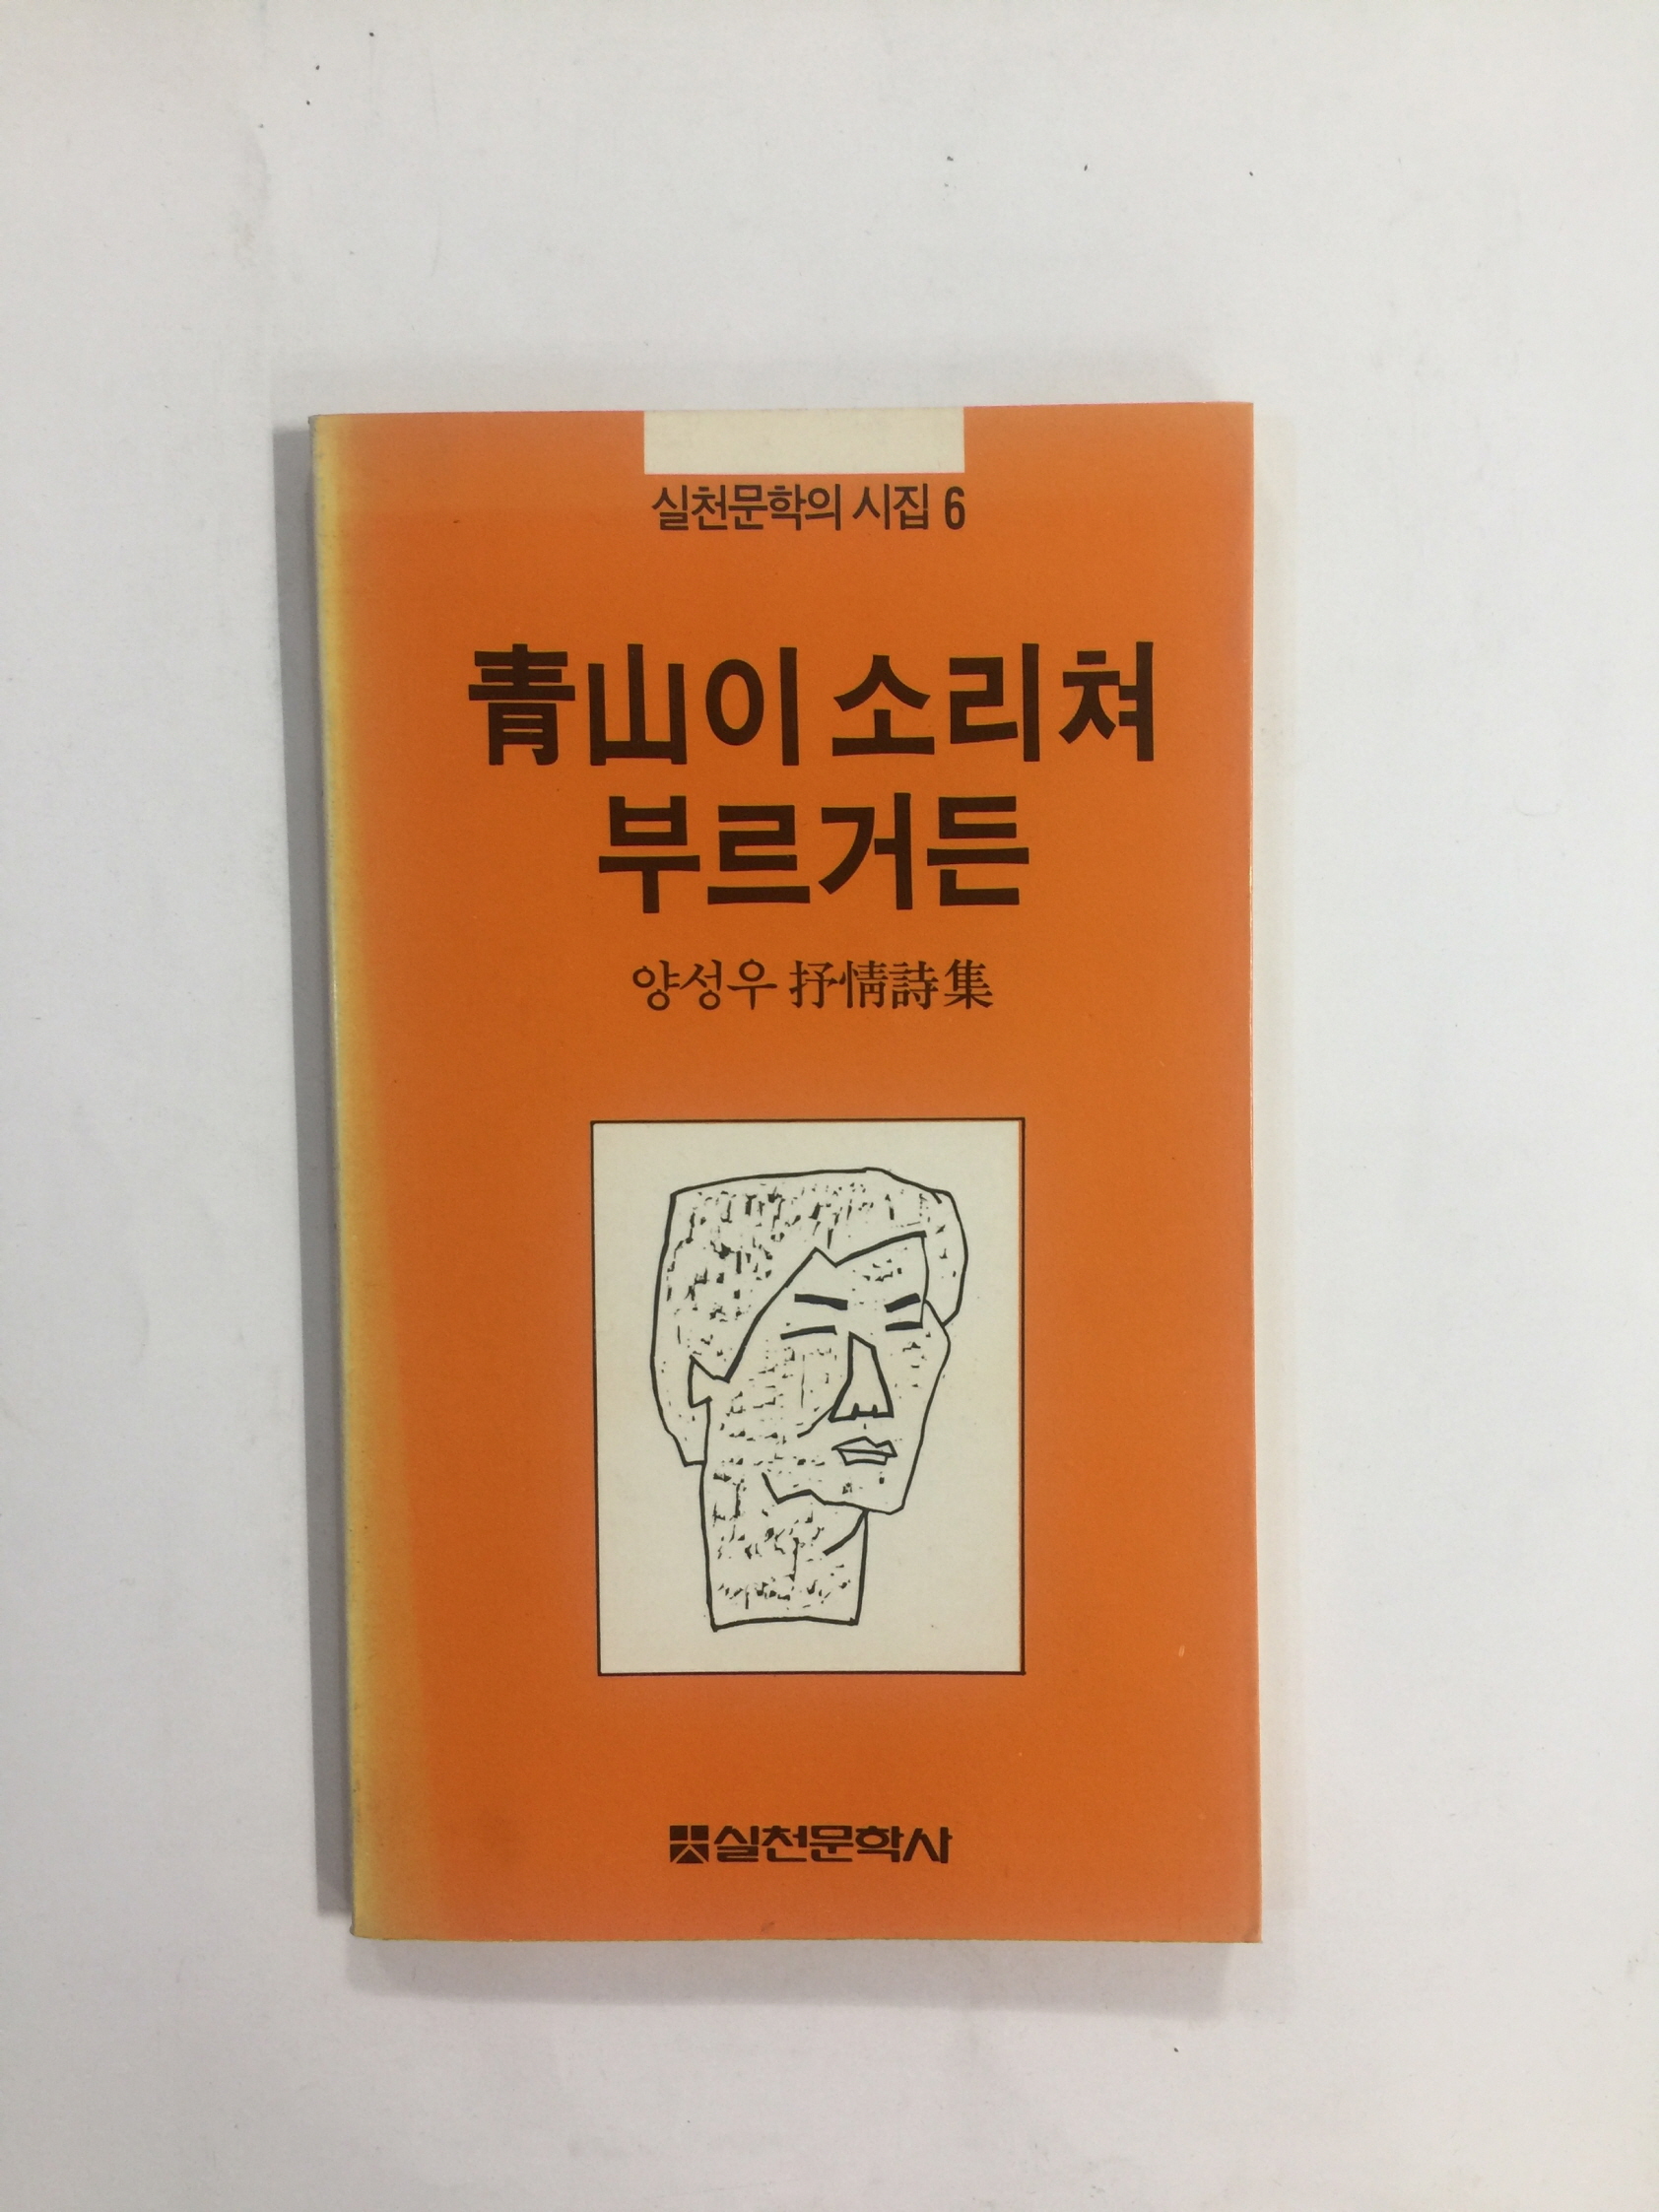 실천문학의 시집 6
青山이 소리쳐
부르거든
양성우 抒情詩集
실천문학사